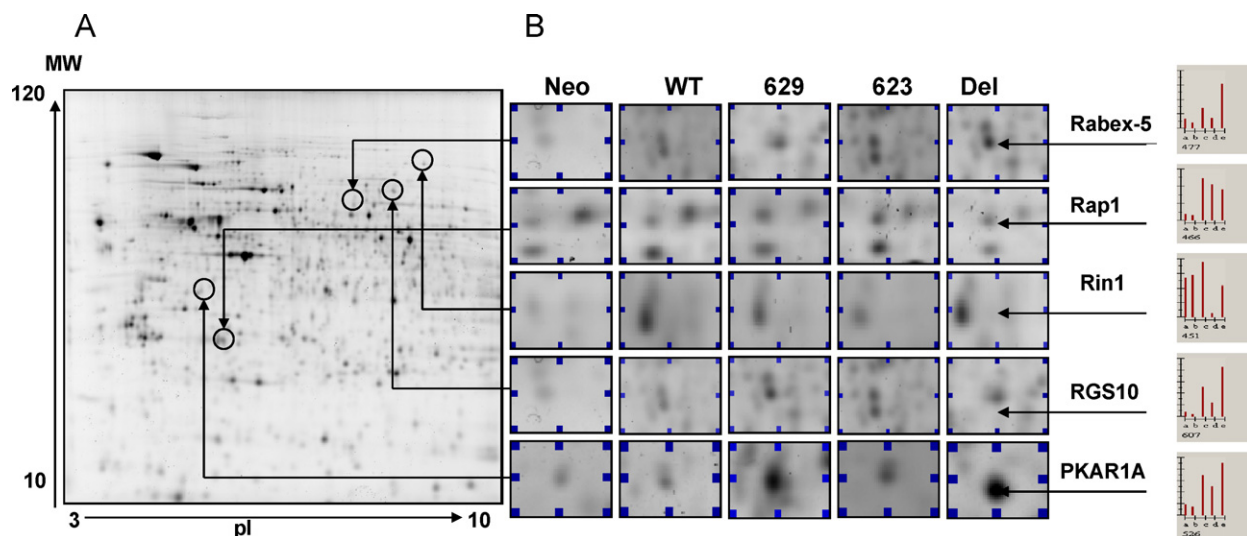 A
B
MW
120
10
3
pI
10
Neo WT 629 623 Del
Rabex-5
Rap1
Rin1
RGS10
PKAR1A
a b c d e
477
a b c d e
466
a b c d e
451
a b c d e
607
a b c d e
526